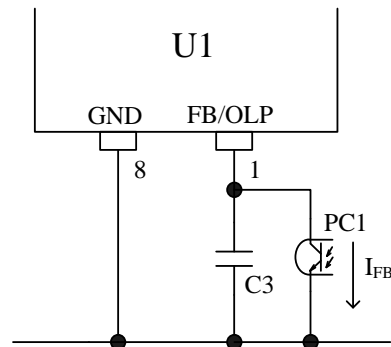 U1
GND FB/OLP
8 1
PC1
C3
I_FB